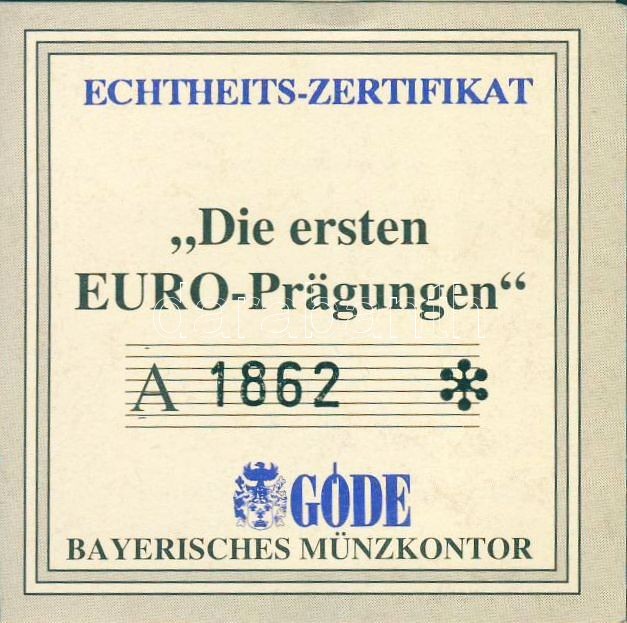 ECHTHEITS-ZERTIFIKAT
„Die ersten
EURO-Prägungen“
A 1862
GÖDE
BAYERISCHES MÜNZKONTOR